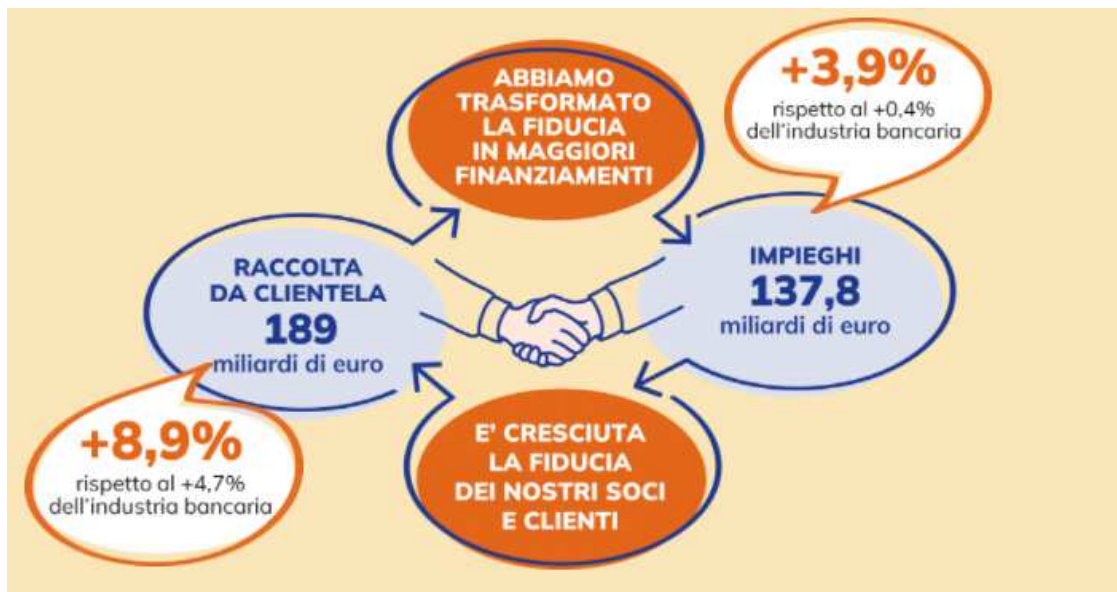 ABBIAMO
TRASFORMATO
LA FIDUCIA
IN MAGGIORI
FINANZIAMENTI
+3,9%
rispetto al +0,4%
dell'industria bancaria
RACCOLTA
DA CLIENTELA
189
miliardi di euro
IMPIEGHI
137,8
miliardi di euro
+8,9%
rispetto al +4,7%
dell'industria bancaria
E' CRESCIUTA
LA FIDUCIA
DEI NOSTRI SOCI
E CLIENTI